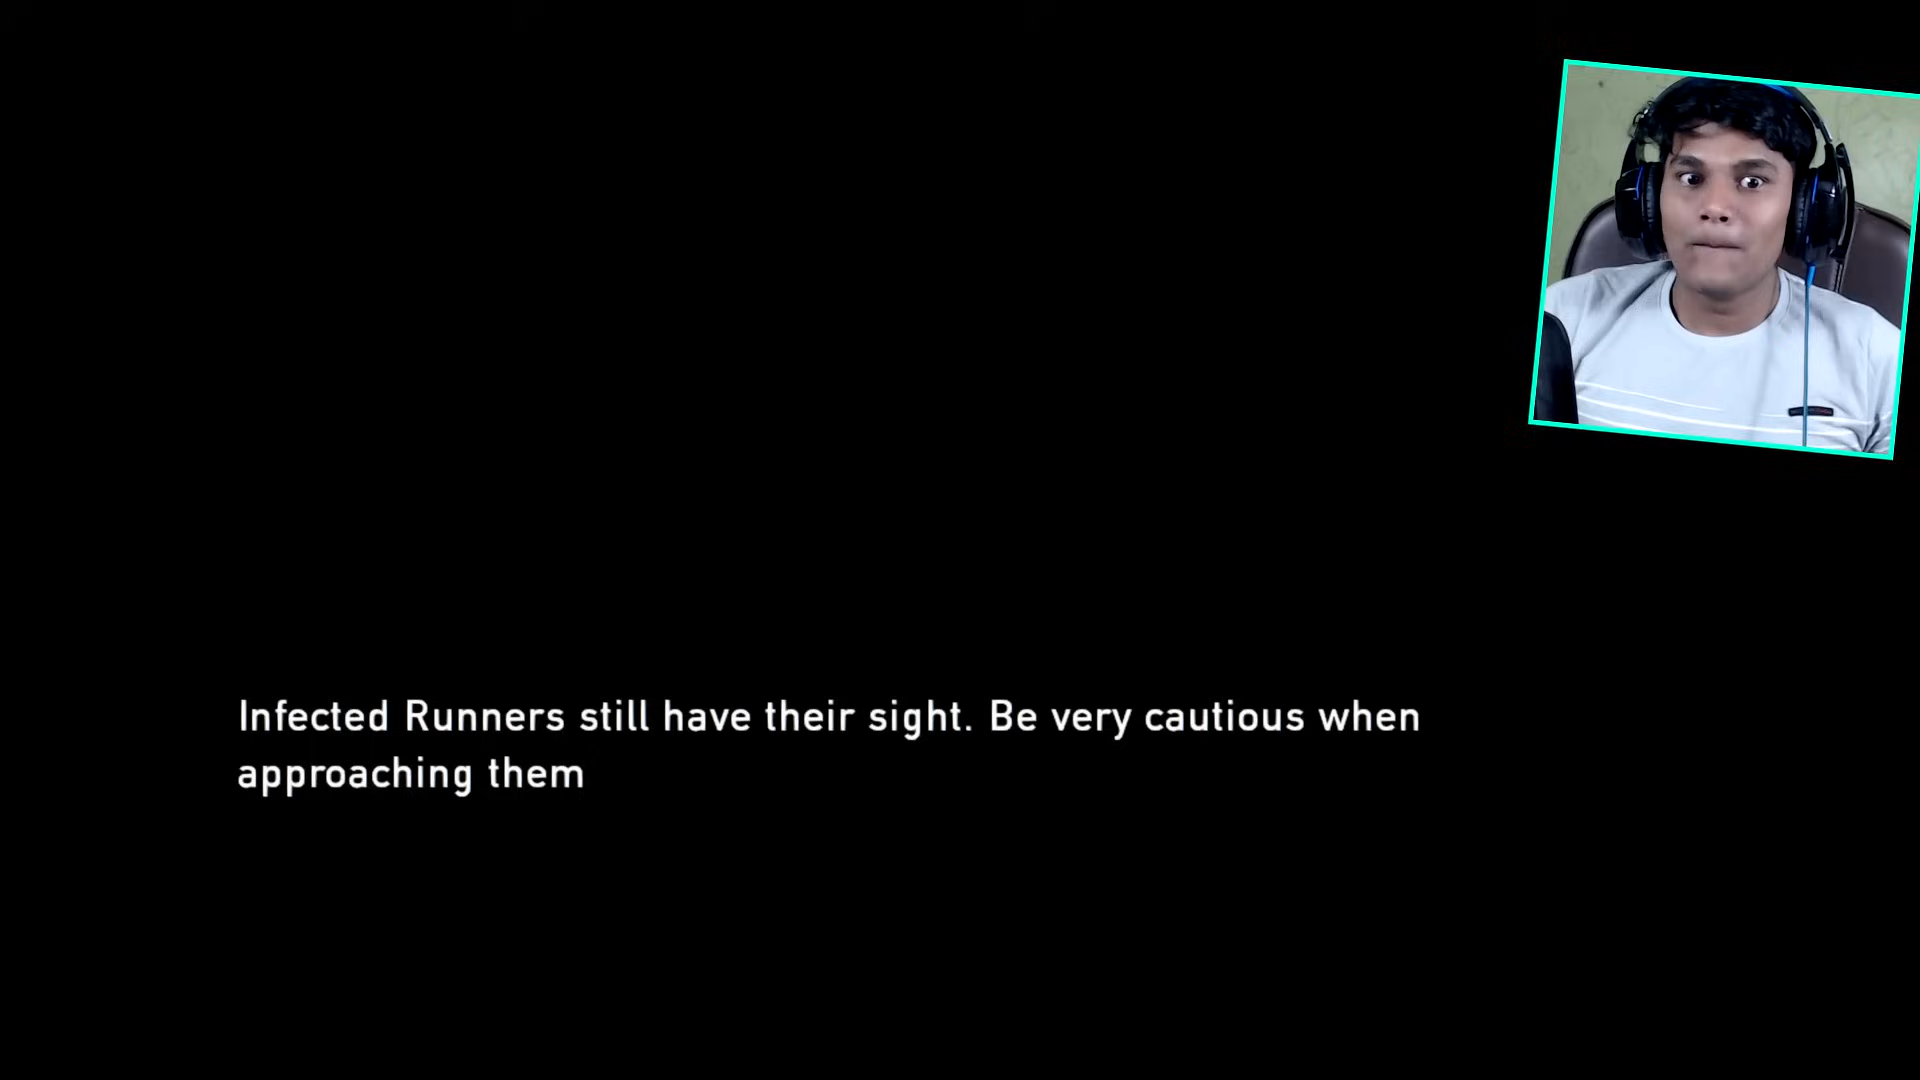 Infected Runners still have their sight. Be very cautious when
approaching them